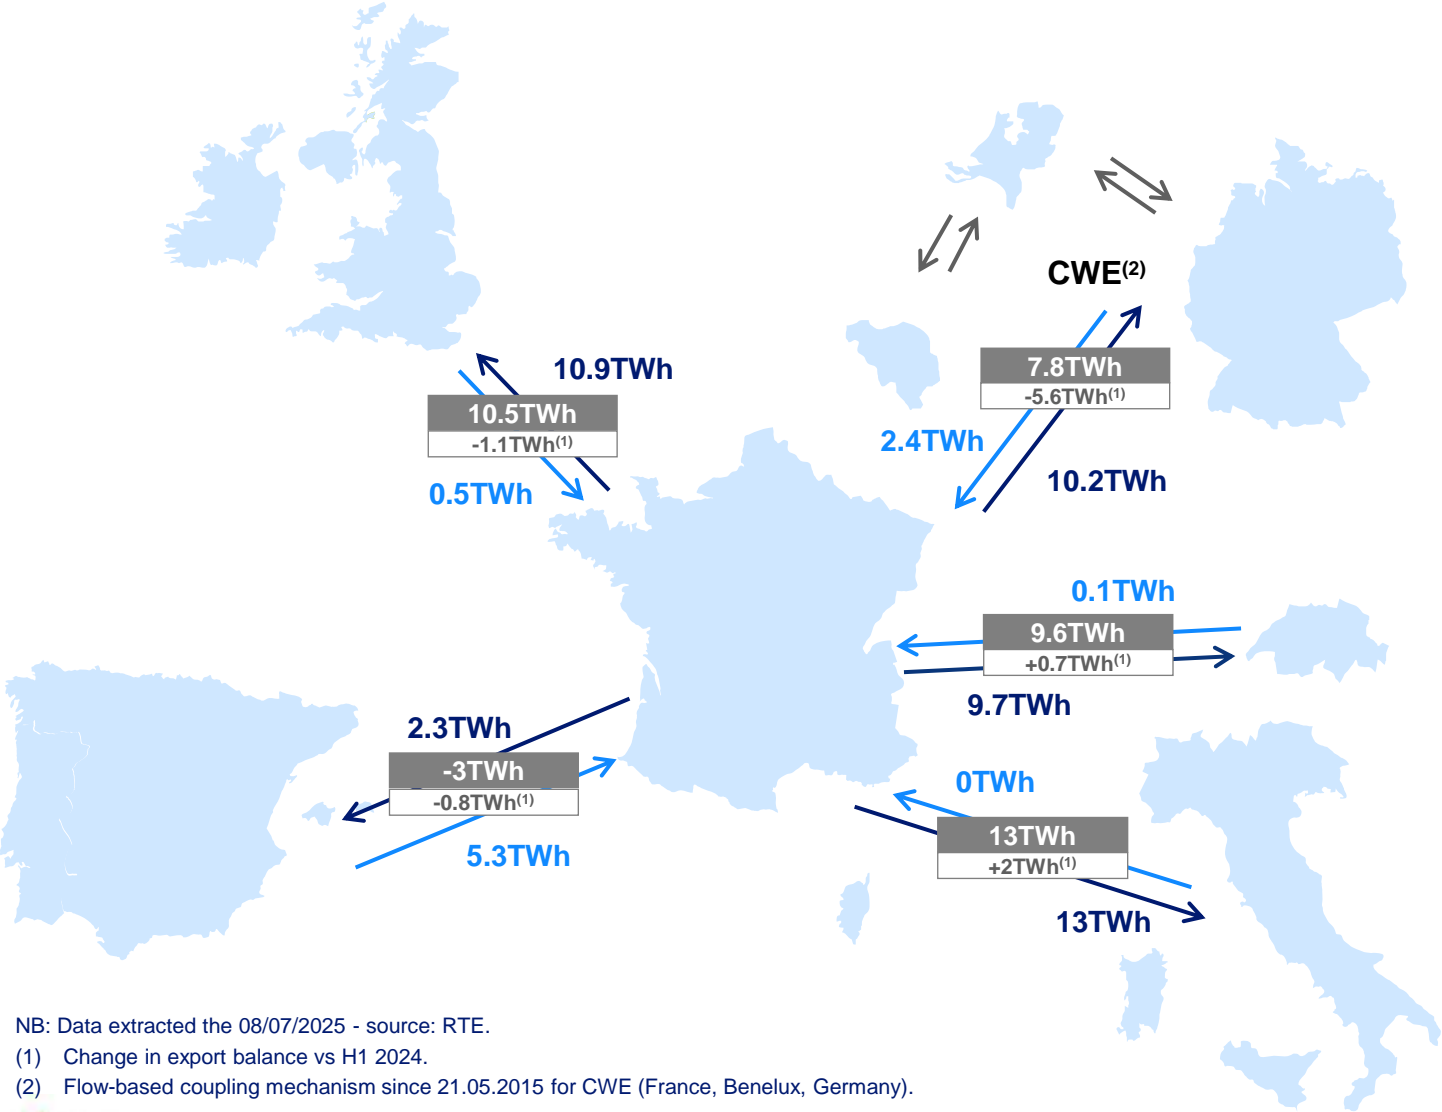 CWE(2)
10.9TWh
10.5TWh
-1.1TWh(1)
0.5TWh
7.8TWh
-5.6TWh(1)
2.4TWh
10.2TWh
0.1TWh
9.6TWh
+0.7TWh(1)
9.7TWh
2.3TWh
-3TWh
-0.8TWh(1)
5.3TWh
0TWh
13TWh
+2TWh(1)
13TWh
NB: Data extracted the 08/07/2025 - source: RTE.
(1) Change in export balance vs H1 2024.
(2) Flow-based coupling mechanism since 21.05.2015 for CWE (France, Benelux, Germany).